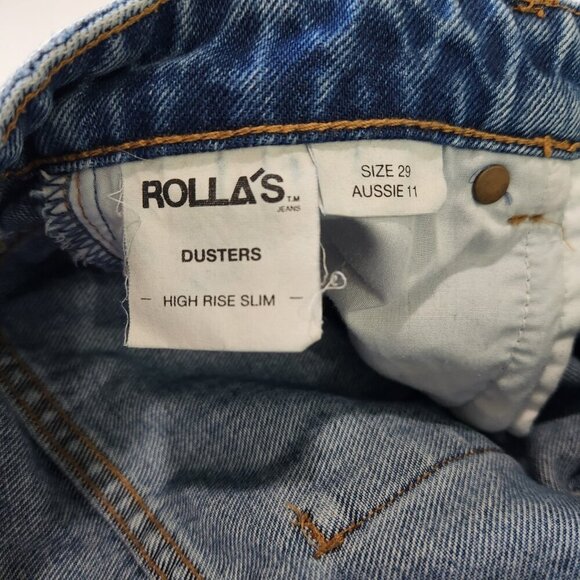 ROLLA'S T.M
JEANS
DUSTERS
- HIGH RISE SLIM -
SIZE 29
AUSSIE 11